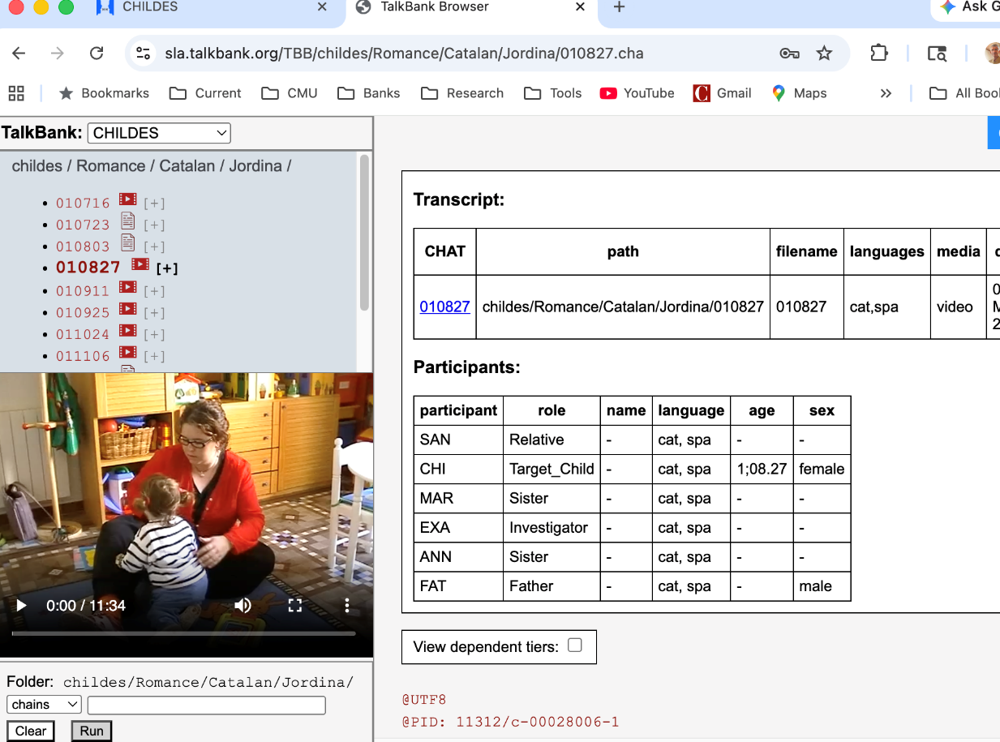 CHILDES
TalkBank Browser
Ask G
sla.talkbank.org/TBB/childes/Romance/Catalan/Jordina/010827.cha
Bookmarks Current CMU Banks Research Tools YouTube Gmail Maps » All Boo
TalkBank: CHILDES
childes / Romance / Catalan / Jordina /
• 010716 [+]
• 010723 [+]
• 010803 [+]
• 010827 [+]
• 010911 [+]
• 010925 [+]
• 011024 [+]
• 011106 [+]
0:00 / 11:34
Folder: childes/Romance/Catalan/Jordina/
chains
Clear Run
Transcript:
CHAT path filename languages media
010827 childes/Romance/Catalan/Jordina/010827 010827 cat,spa video
Participants:
participant role name language age sex
SAN Relative - cat, spa - -
CHI Target_Child - cat, spa 1;08.27 female
MAR Sister - cat, spa - -
EXA Investigator - cat, spa - -
ANN Sister - cat, spa - -
FAT Father - cat, spa - male
View dependent tiers:
@UTF8
@PID: 11312/c-00028006-1